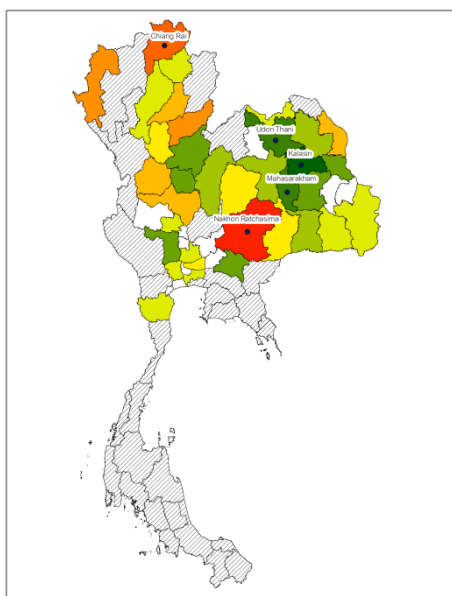 Chiang Rai
Udon Thani
Kalasin
Mahasarakham
Nakhon Ratchasima